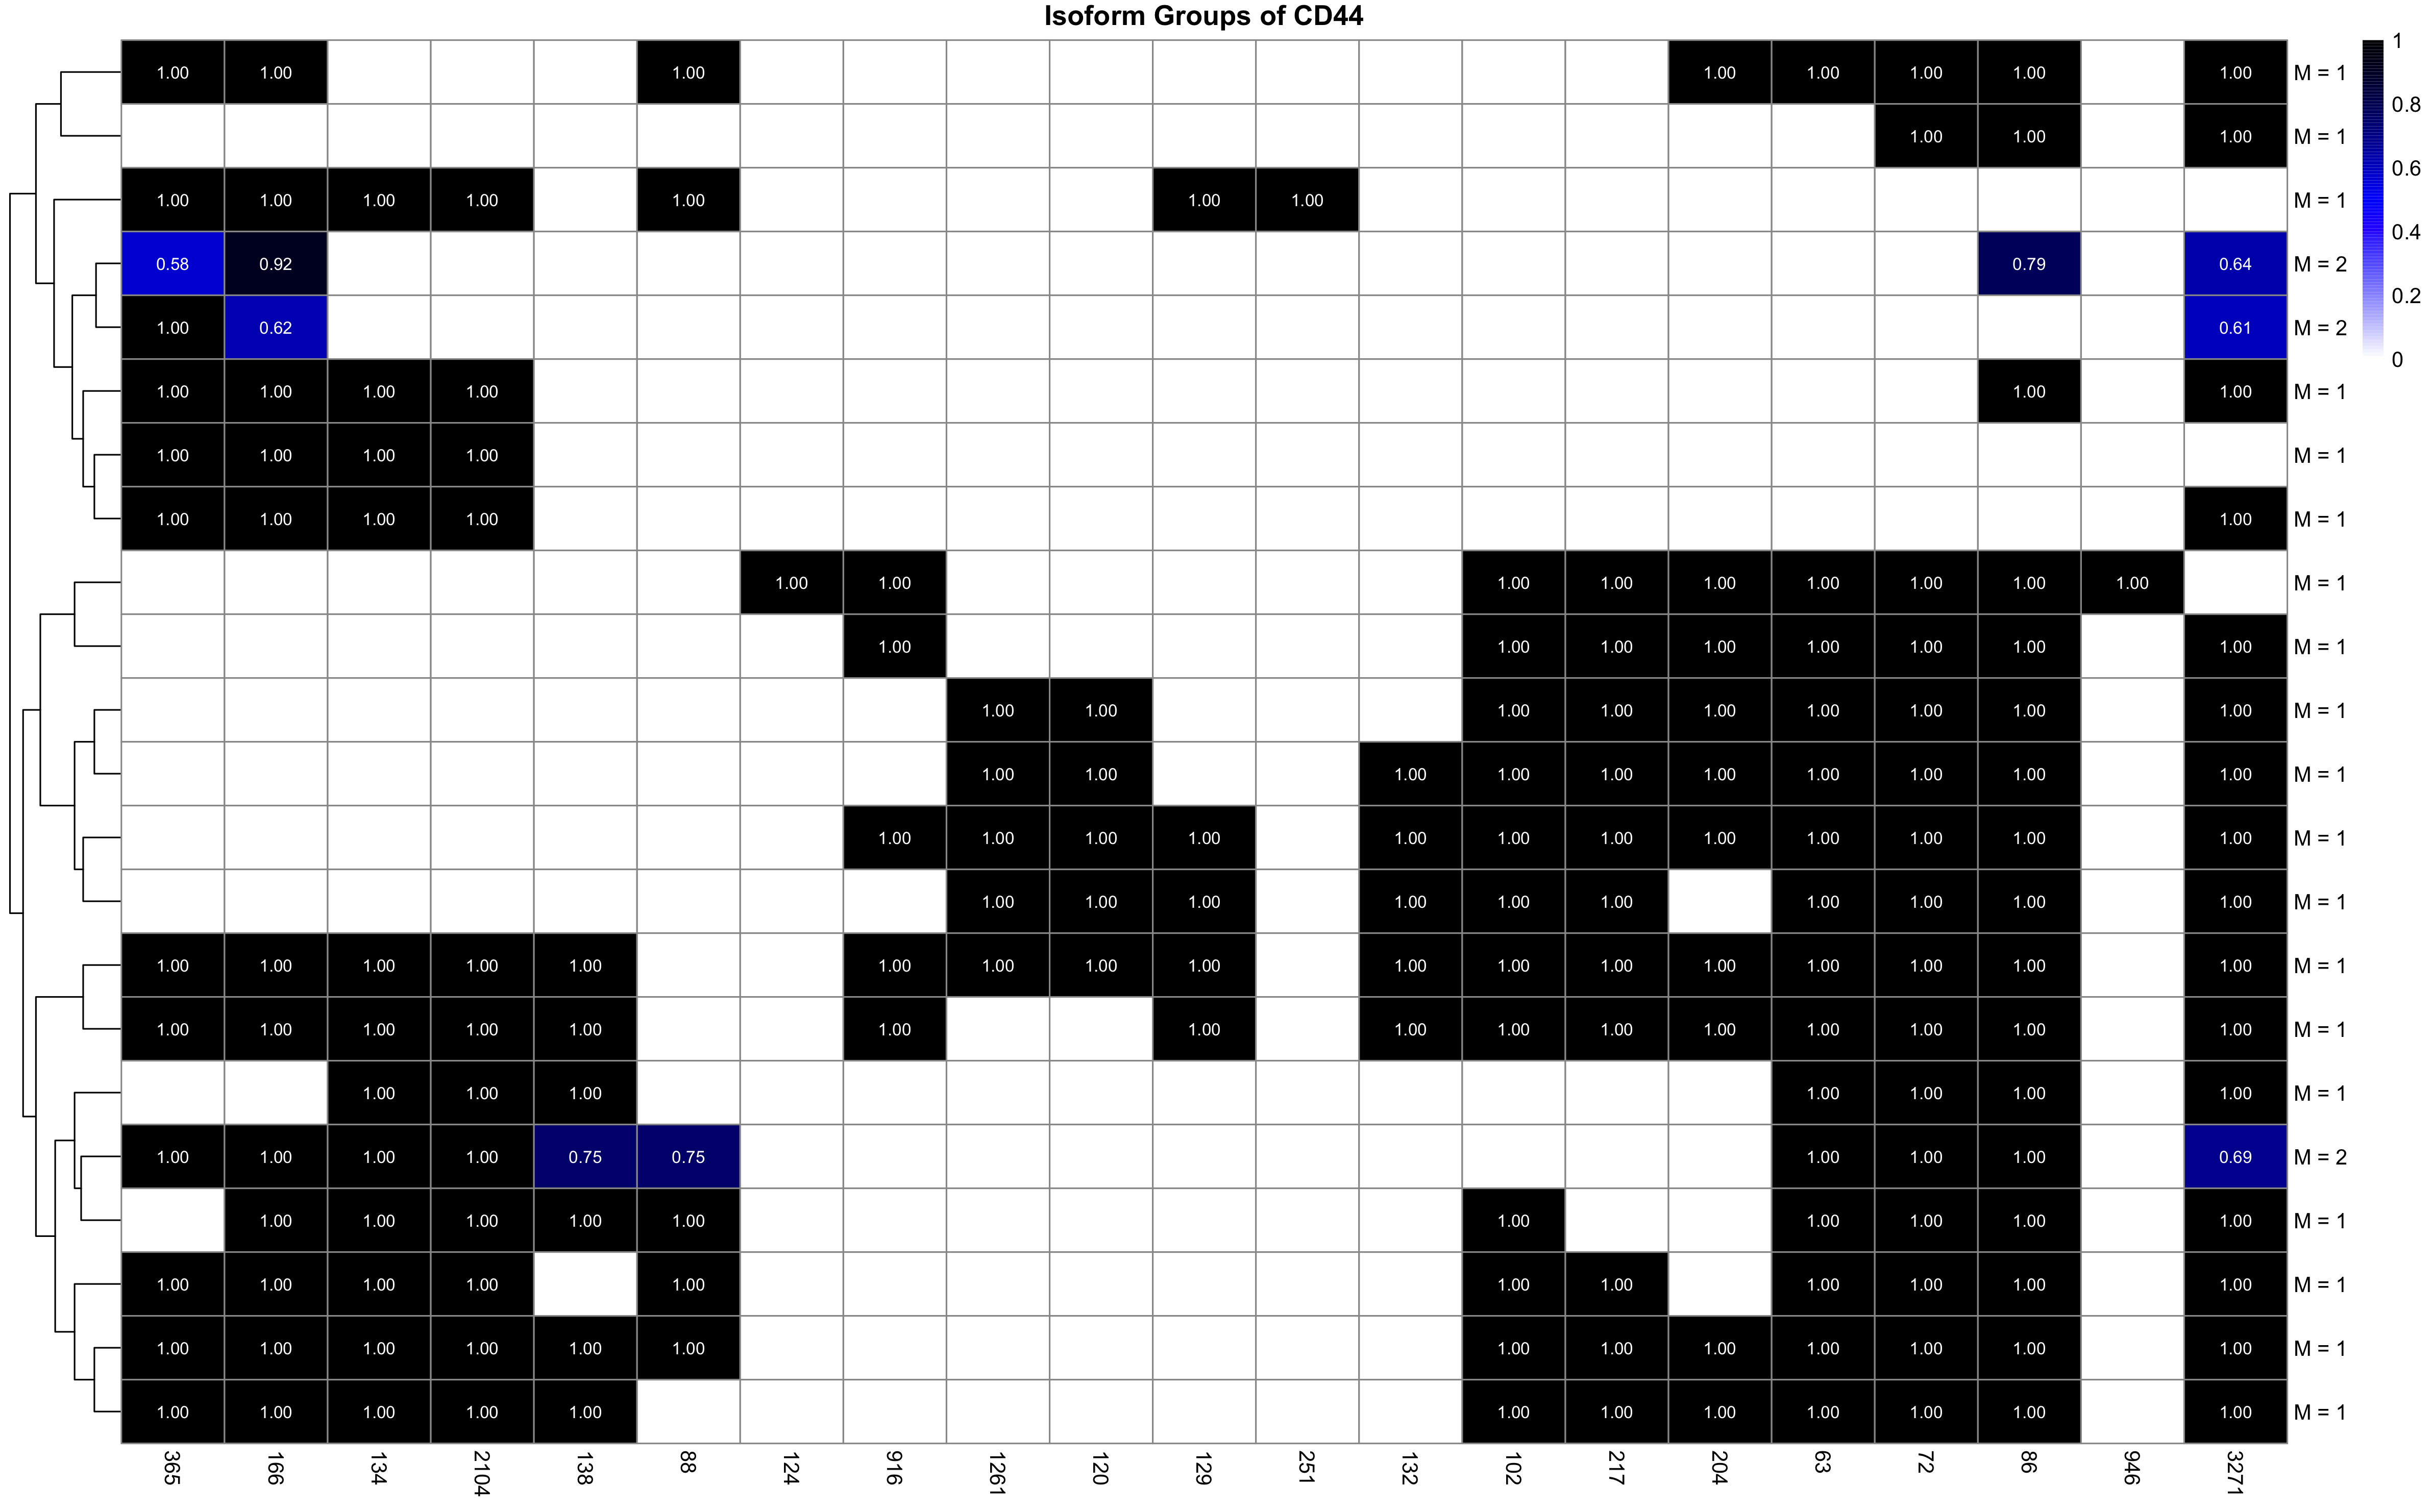 Isoform Groups of CD44
1.00 1.00 1.00 1.00 1.00 1.00 1.00 1.00 M = 1
1.00 1.00 1.00 M = 1
1.00 1.00 1.00 1.00 1.00 1.00 1.00 M = 1
0.58 0.92 0.79 0.64 M = 2
1.00 0.62 0.61 M = 2
1.00 1.00 1.00 1.00 1.00 1.00 M = 1
1.00 1.00 1.00 1.00 M = 1
1.00 1.00 1.00 1.00 1.00 M = 1
1.00 1.00 1.00 1.00 1.00 1.00 1.00 1.00 1.00 M = 1
1.00 1.00 1.00 1.00 1.00 1.00 1.00 1.00 M = 1
1.00 1.00 1.00 1.00 1.00 1.00 1.00 1.00 1.00 M = 1
1.00 1.00 1.00 1.00 1.00 1.00 1.00 1.00 1.00 1.00 M = 1
1.00 1.00 1.00 1.00 1.00 1.00 1.00 1.00 1.00 1.00 1.00 1.00 M = 1
1.00 1.00 1.00 1.00 1.00 1.00 1.00 1.00 1.00 1.00 M = 1
1.00 1.00 1.00 1.00 1.00 1.00 1.00 1.00 1.00 1.00 1.00 1.00 1.00 1.00 1.00 1.00 1.00 M = 1
1.00 1.00 1.00 1.00 1.00 1.00 1.00 1.00 1.00 1.00 1.00 1.00 1.00 1.00 1.00 M = 1
1.00 1.00 1.00 1.00 1.00 1.00 1.00 M = 1
1.00 1.00 1.00 1.00 0.75 0.75 1.00 1.00 1.00 0.69 M = 2
1.00 1.00 1.00 1.00 1.00 1.00 1.00 1.00 1.00 1.00 M = 1
1.00 1.00 1.00 1.00 1.00 1.00 1.00 1.00 1.00 1.00 1.00 M = 1
1.00 1.00 1.00 1.00 1.00 1.00 1.00 1.00 1.00 1.00 1.00 1.00 1.00 M = 1
1.00 1.00 1.00 1.00 1.00 1.00 1.00 1.00 1.00 1.00 1.00 1.00 M = 1
365 166 134 2104 138 88 124 916 1261 120 129 251 132 102 217 204 63 72 86 946 3271
1
0.8
0.6
0.4
0.2
0